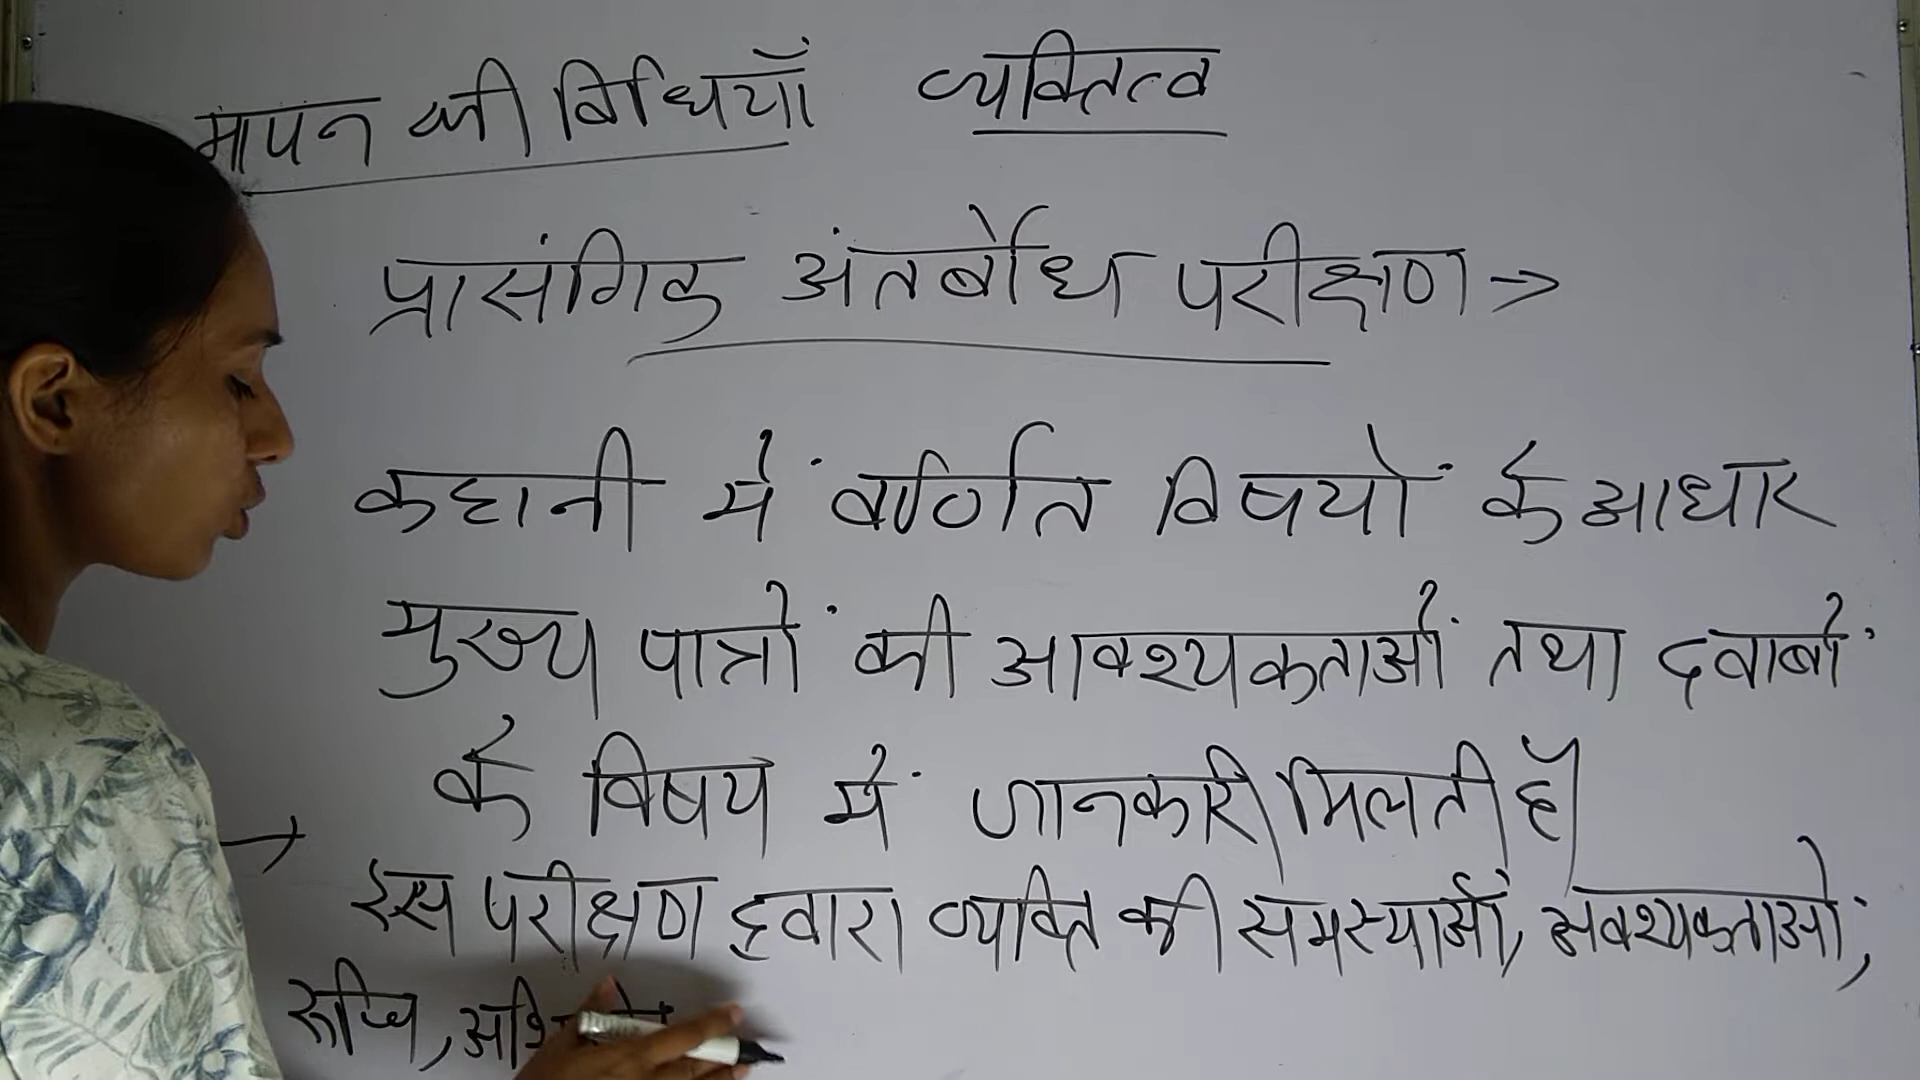 मापन की विधियाँ व्यक्तित्व
प्रासंगिक अंतर्बोध परीक्षण →
कहानी में वर्णित विषयों के आधार
मुख्य पात्रों की आवश्यकताओं तथा दवाबों
के विषय में जानकारी मिलती है
→ इस परीक्षण द्वारा व्यक्ति की समस्याओं, अवश्यकताओं,
रूचि,